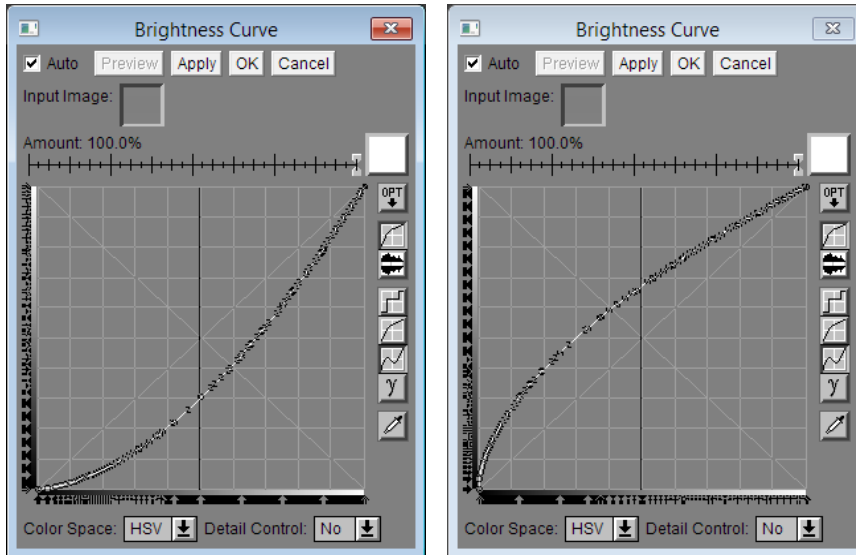 Brightness Curve
Auto Preview Apply OK Cancel
Input Image:
Amount: 100.0%
OPT
γ
Color Space: HSV Detail Control: No
Brightness Curve
Auto Preview Apply OK Cancel
Input Image:
Amount: 100.0%
OPT
γ
Color Space: HSV Detail Control: No